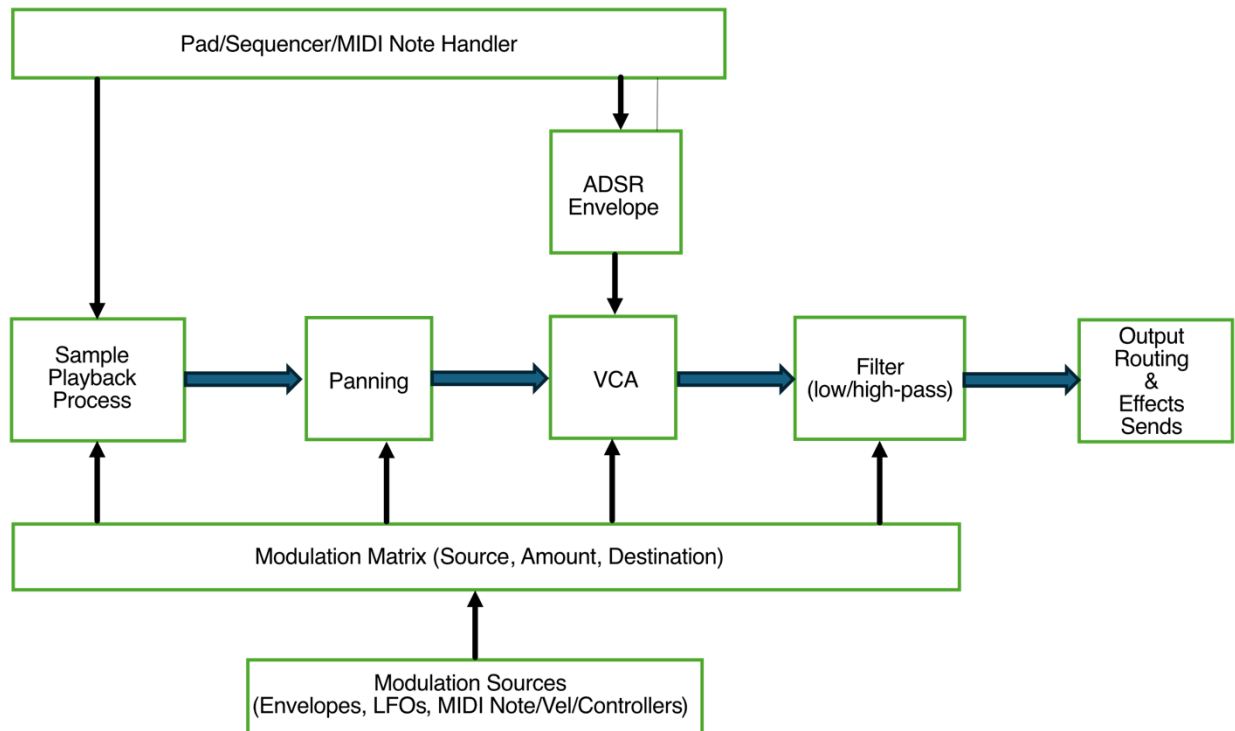 Pad/Sequencer/MIDI Note Handler
ADSR
Envelope
Sample
Playback
Process
Panning
VCA
Filter
(low/high-pass)
Output
Routing
&
Effects
Sends
Modulation Matrix (Source, Amount, Destination)
Modulation Sources
(Envelopes, LFOs, MIDI Note/Vel/Controllers)